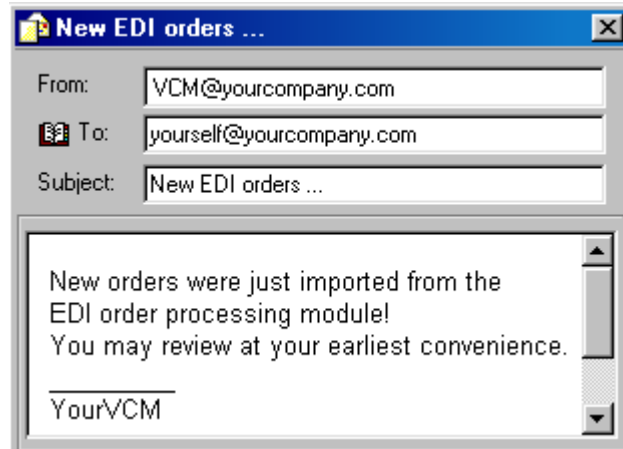 New EDI orders ...
From: VCM@yourcompany.com
To: yourself@yourcompany.com
Subject: New EDI orders ...
New orders were just imported from the
EDI order processing module!
You may review at your earliest convenience.
YourVCM